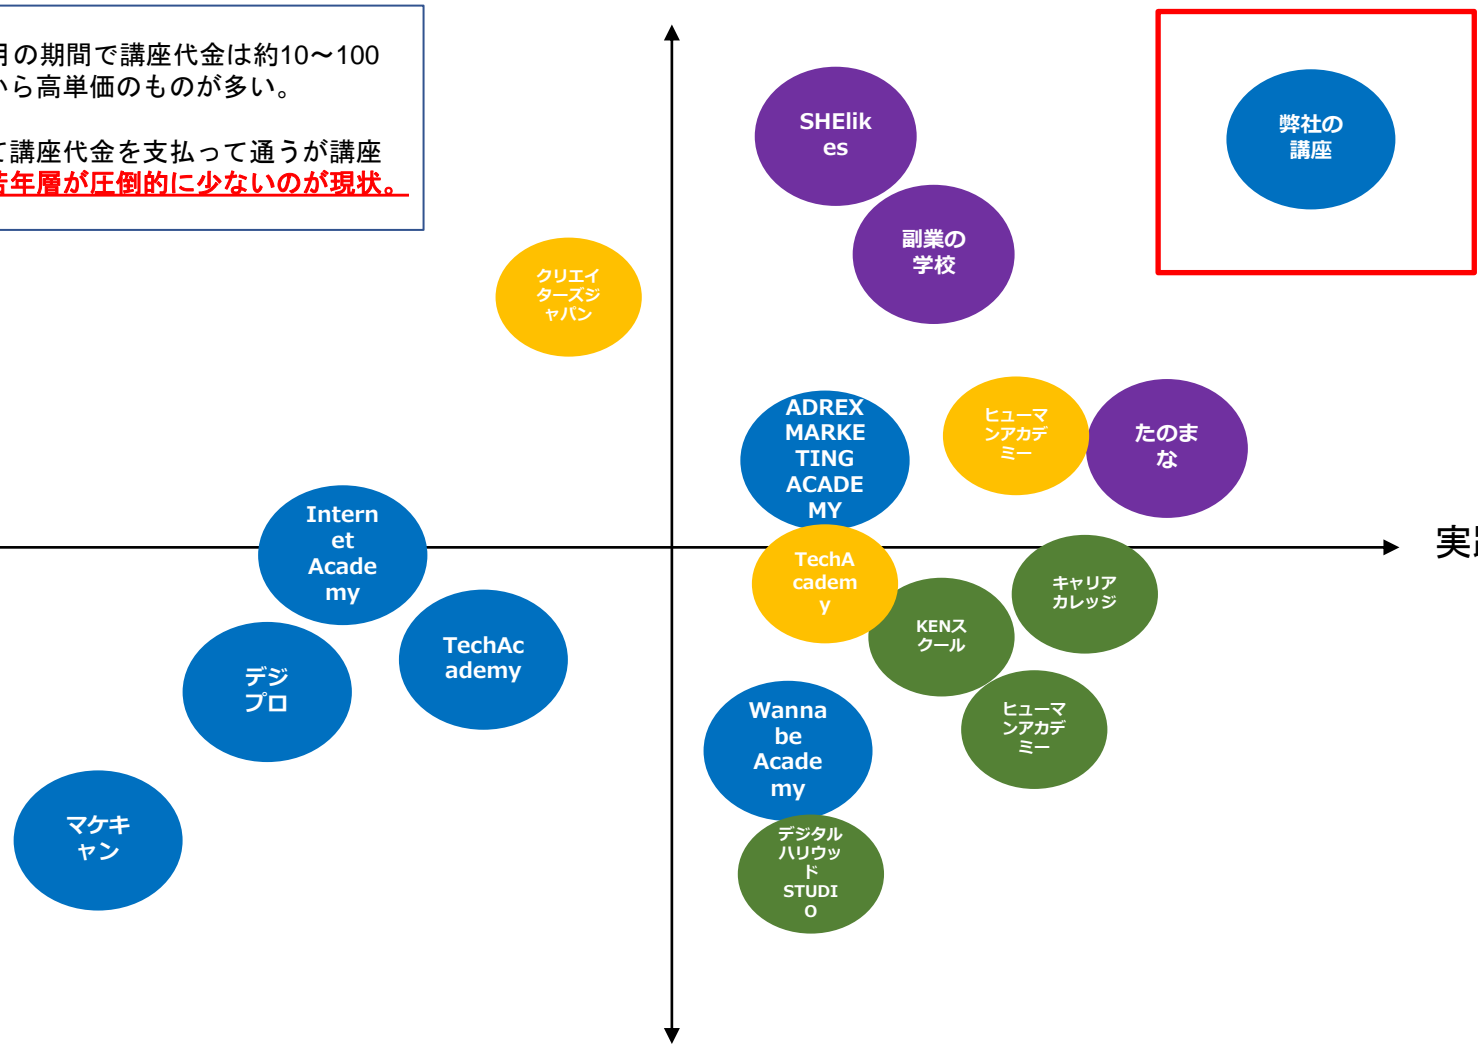 月の期間で講座代金は約10～100
から高単価のものが多い。
て講座代金を支払って通うが講座
若年層が圧倒的に少ないのが現状。
SHElik
es
弊社の
講座
副業の
学校
クリエイ
ターズジ
ャパン
ADREX
MARKE
TING
ACADE
MY
ヒューマ
ンアカデ
ミー
たのま
な
Intern
et
Acade
my
実践
TechA
cadem
y
キャリア
カレッジ
KENス
クール
TechAc
ademy
デジ
プロ
Wanna
be
Acade
my
ヒューマ
ンアカデ
ミー
マケキ
ャン
デジタル
ハリウッ
ド
STUDI
O